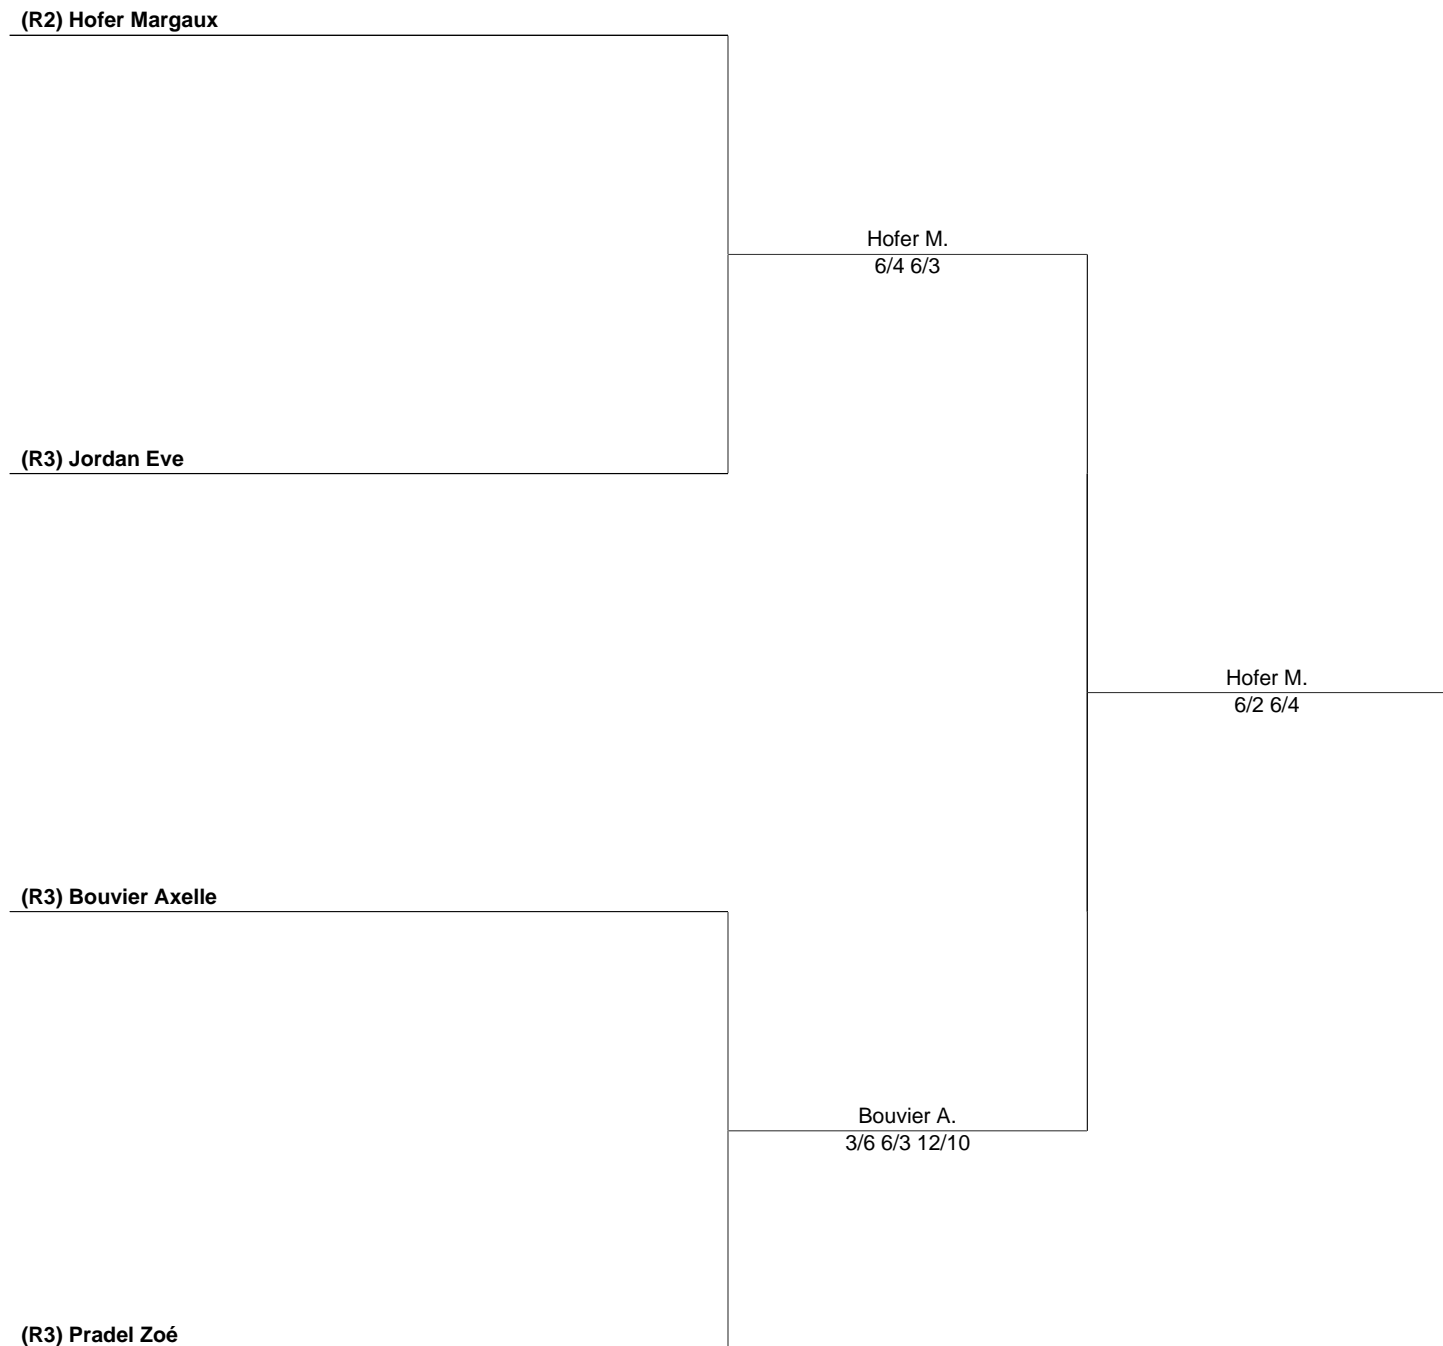 (R2) Hofer Margaux
Hofer M.
6/4 6/3
(R3) Jordan Eve
Hofer M.
6/2 6/4
(R3) Bouvier Axelle
Bouvier A.
3/6 6/3 12/10
(R3) Pradel Zoé